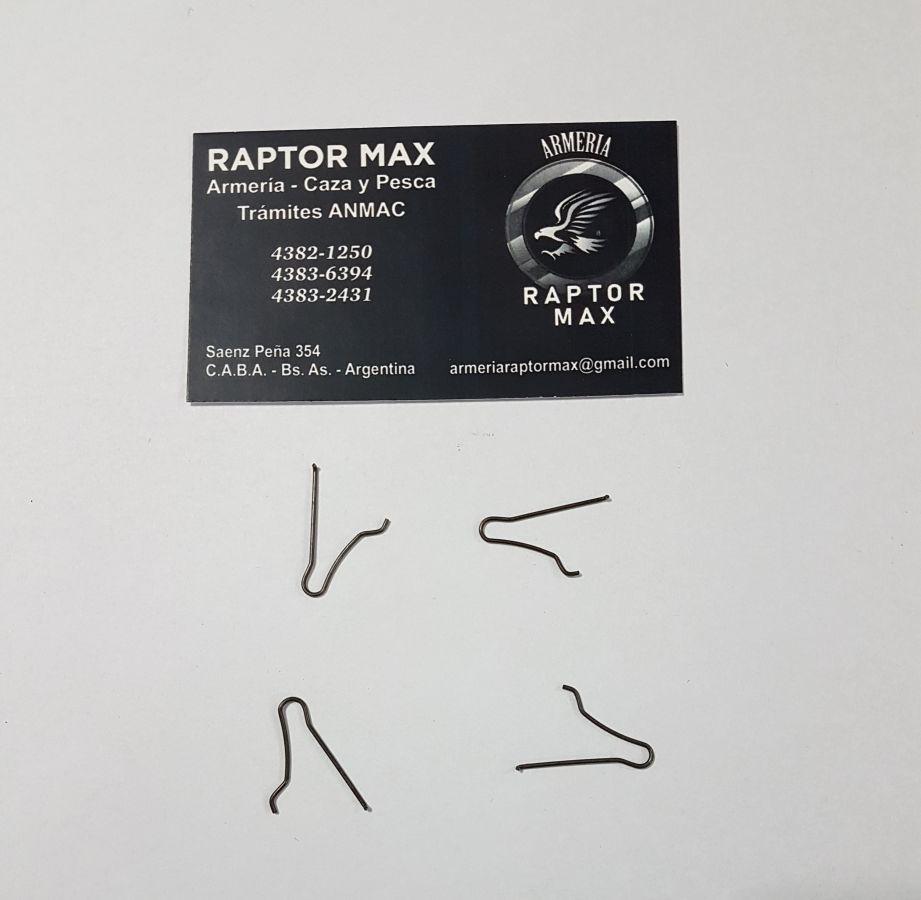 RAPTOR MAX
Armería - Caza y Pesca
Trámites ANMAC
4382-1250
4383-6394
4383-2431
Saenz Peña 354
C.A.B.A. - Bs. As. - Argentina
ARMERIA
RAPTOR
MAX
armeriaraptormax@gmail.com